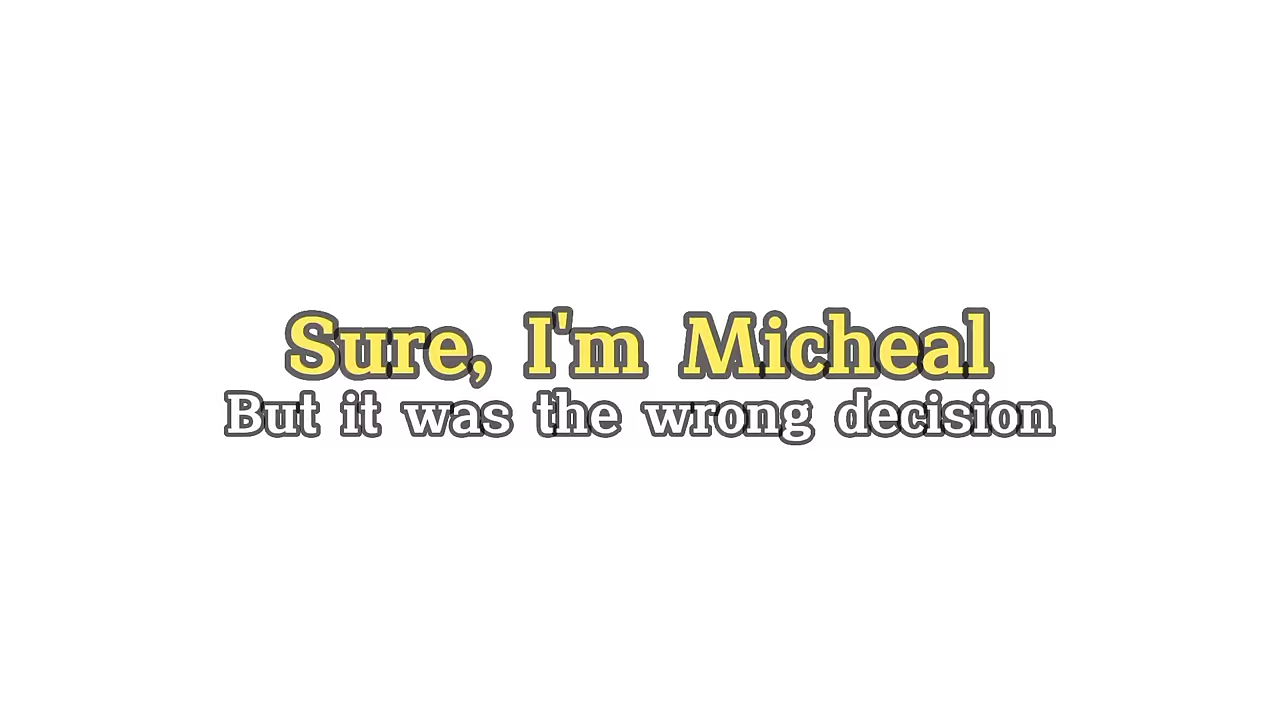 Sure, I'm Micheal
But it was the wrong decision